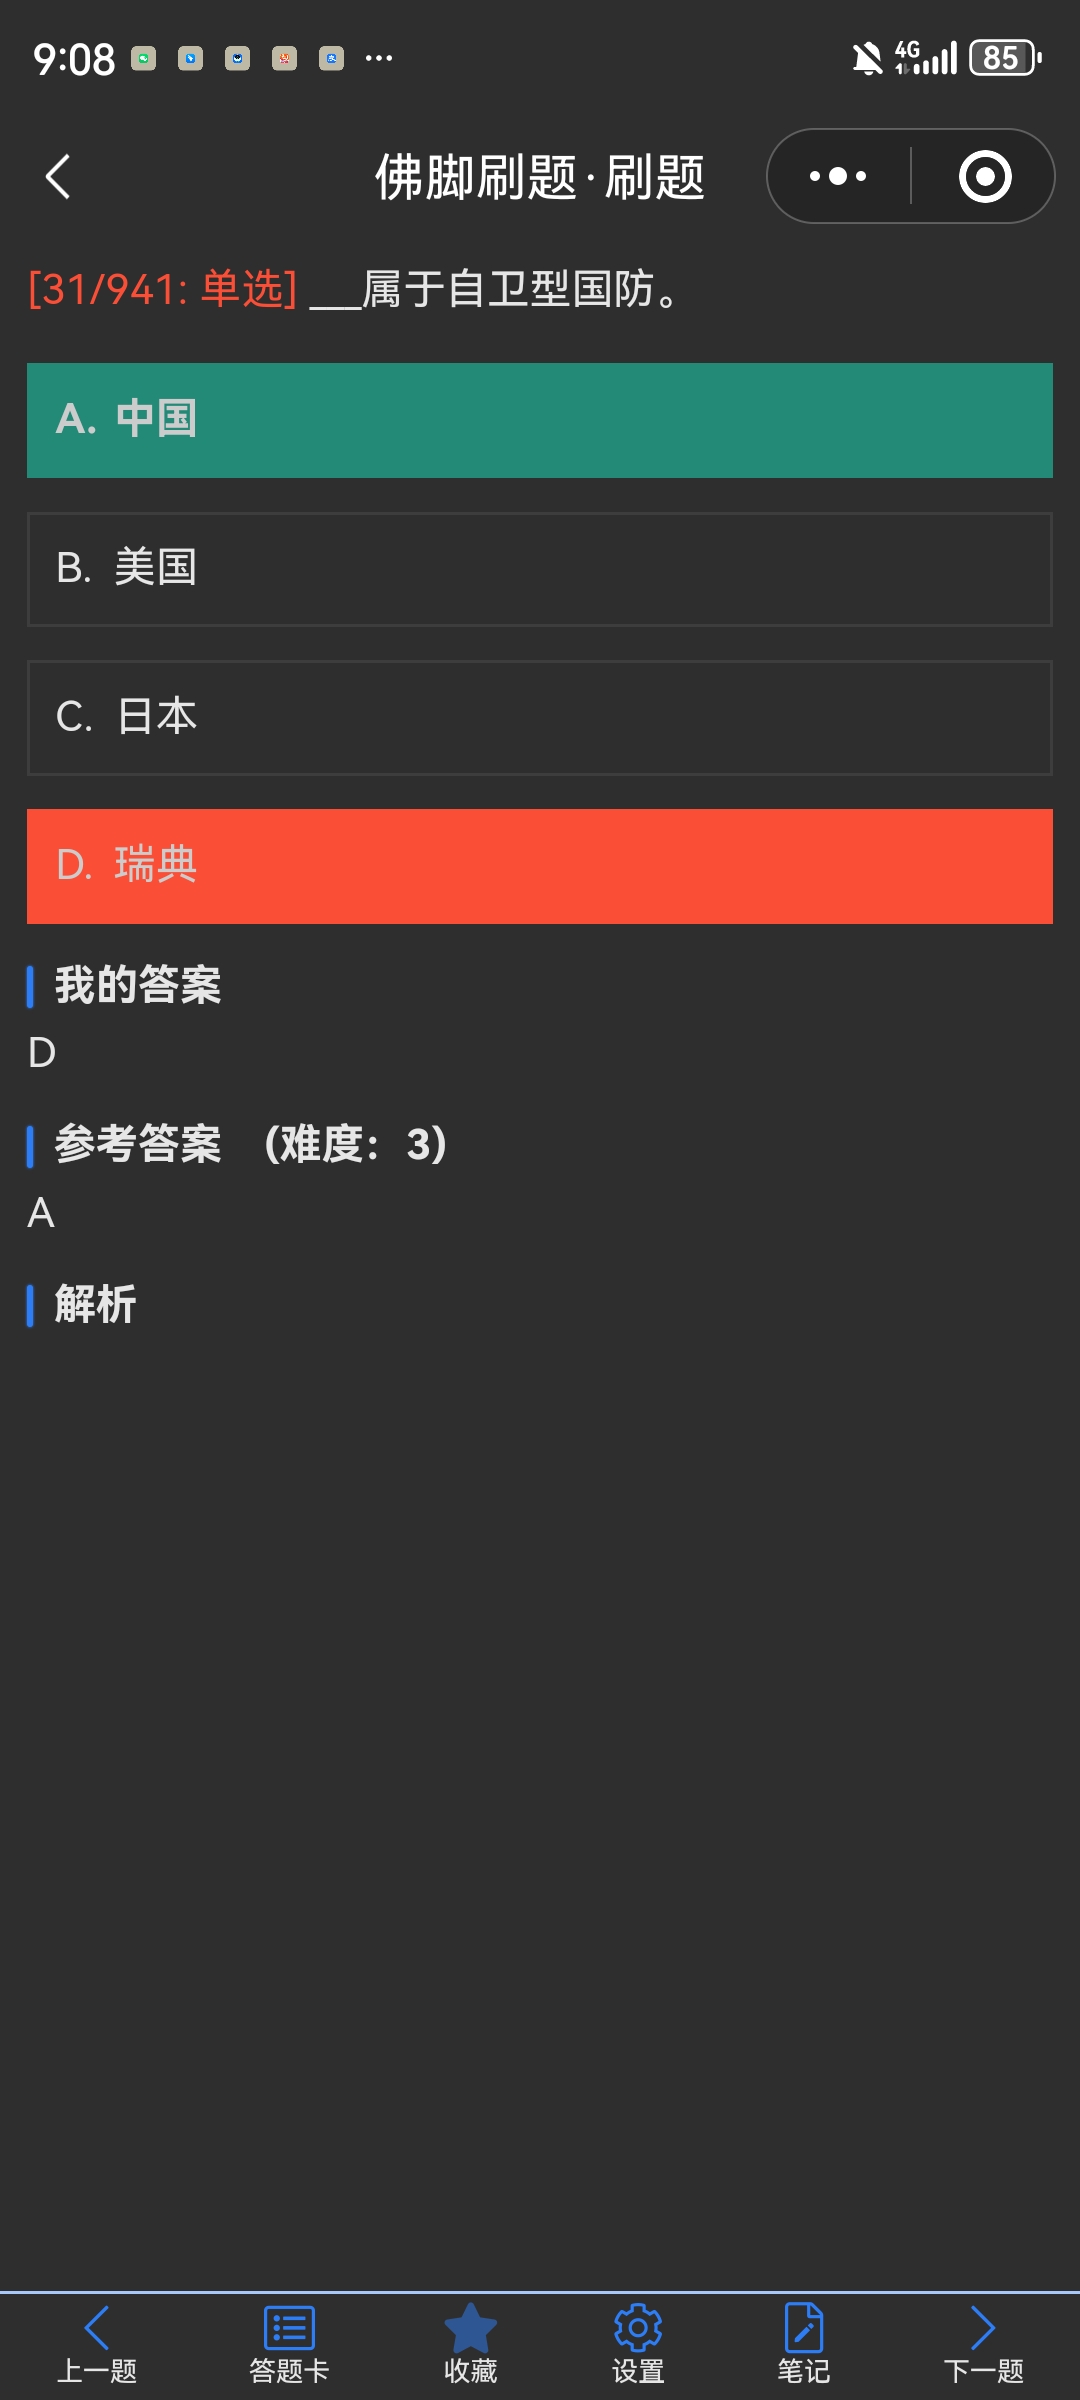 9:08
4G
85
佛脚刷题·刷题
[31/941: 单选] ___属于自卫型国防。
A. 中国
B. 美国
C. 日本
D. 瑞典
我的答案
D
参考答案 (难度: 3)
A
解析
上一题 答题卡 收藏 设置 笔记 下一题